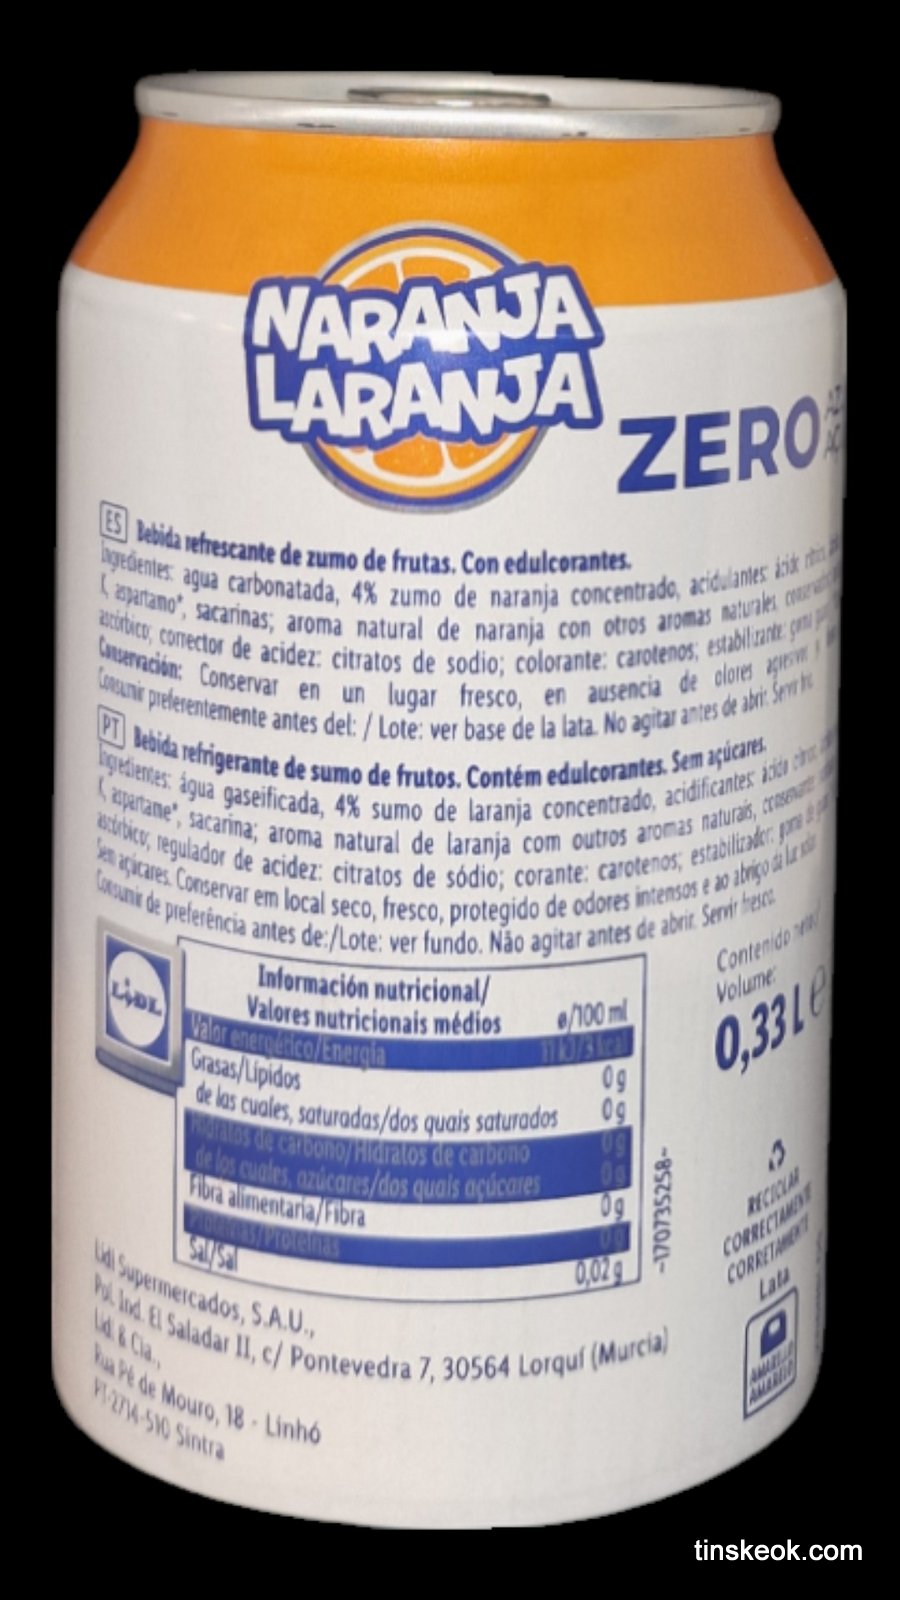 NARANJA
LARANJA
ZERO
ES Bebida refrescante de zumo de frutas. Con edulcorantes.
Ingredientes: agua carbonatada, 4% zumo de naranja concentrado, acidulantes: ácido cítrico,
K, aspartamo*, sacarinas; aroma natural de naranja con otros aromas naturales,
ascórbico; corrector de acidez: citratos de sodio; colorante: carotenos; estabilizante: goma
Conservación: Conservar en un lugar fresco, en ausencia de olores agresivos y
Consumir preferentemente antes del: / Lote: ver base de la lata. No agitar antes de abrir. Servir frío.
PT Bebida refrigerante de sumo de frutos. Contém edulcorantes. Sem açúcares.
Ingredientes: água gaseificada, 4% sumo de laranja concentrado, acidificantes: ácido cítrico,
K, aspartame*, sacarina; aroma natural de laranja com outros aromas naturais,
ascórbico; regulador de acidez: citratos de sódio; corante: carotenos; estabilizador: goma de
Sem açúcares. Conservar em local seco, fresco, protegido de odores intensos e ao abrigo da luz solar.
Consumir de preferência antes de:/Lote: ver fundo. Não agitar antes de abrir. Servir fresco.
LIDL
Información nutricional/
Valores nutricionais médios ø/100 ml
Valor energético/Energia 11 kJ/3 kcal
Grasas/Lípidos 0 g
de las cuales, saturadas/dos quais saturados 0 g
Hidratos de carbono/Hidratos de carbono 0 g
de los cuales, azúcares/dos quais açúcares 0 g
Fibra alimentaria/Fibra 0 g
Proteínas/Proteínas 0 g
Sal/Sal 0,02 g
~170735258~
Contenido neto/
Volume:
0,33 L e
RECICLAR
CORRECTAMENTE
CORRETAMENTE
Lata
AMARILLO
AMARELO
Lidl Supermercados, S.A.U.,
Pol. Ind. El Saladar II, c/ Pontevedra 7, 30564 Lorquí (Murcia)
Lidl & Cia.,
Rua Pé de Mouro, 18 - Linhó
PT-2714-510 Sintra
tinskeok.com